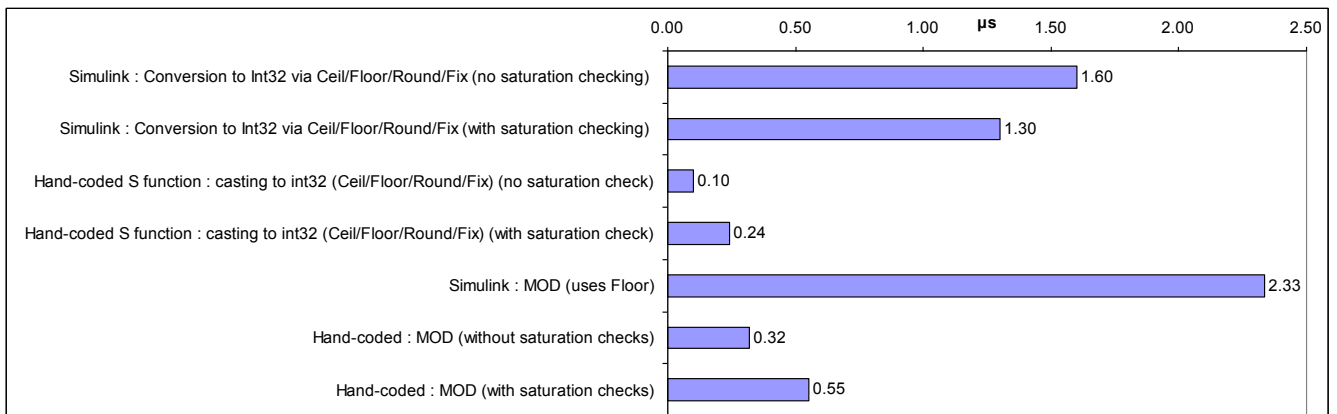 0.00 0.50 1.00 µs 1.50 2.00 2.50
Simulink : Conversion to Int32 via Ceil/Floor/Round/Fix (no saturation checking) 1.60
Simulink : Conversion to Int32 via Ceil/Floor/Round/Fix (with saturation checking) 1.30
Hand-coded S function : casting to int32 (Ceil/Floor/Round/Fix) (no saturation check) 0.10
Hand-coded S function : casting to int32 (Ceil/Floor/Round/Fix) (with saturation check) 0.24
Simulink : MOD (uses Floor) 2.33
Hand-coded : MOD (without saturation checks) 0.32
Hand-coded : MOD (with saturation checks) 0.55